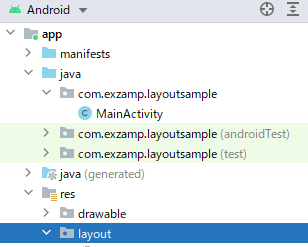 Android
app
manifests
java
com.exzamp.layoutsample
MainActivity
com.exzamp.layoutsample (androidTest)
com.exzamp.layoutsample (test)
java (generated)
res
drawable
layout